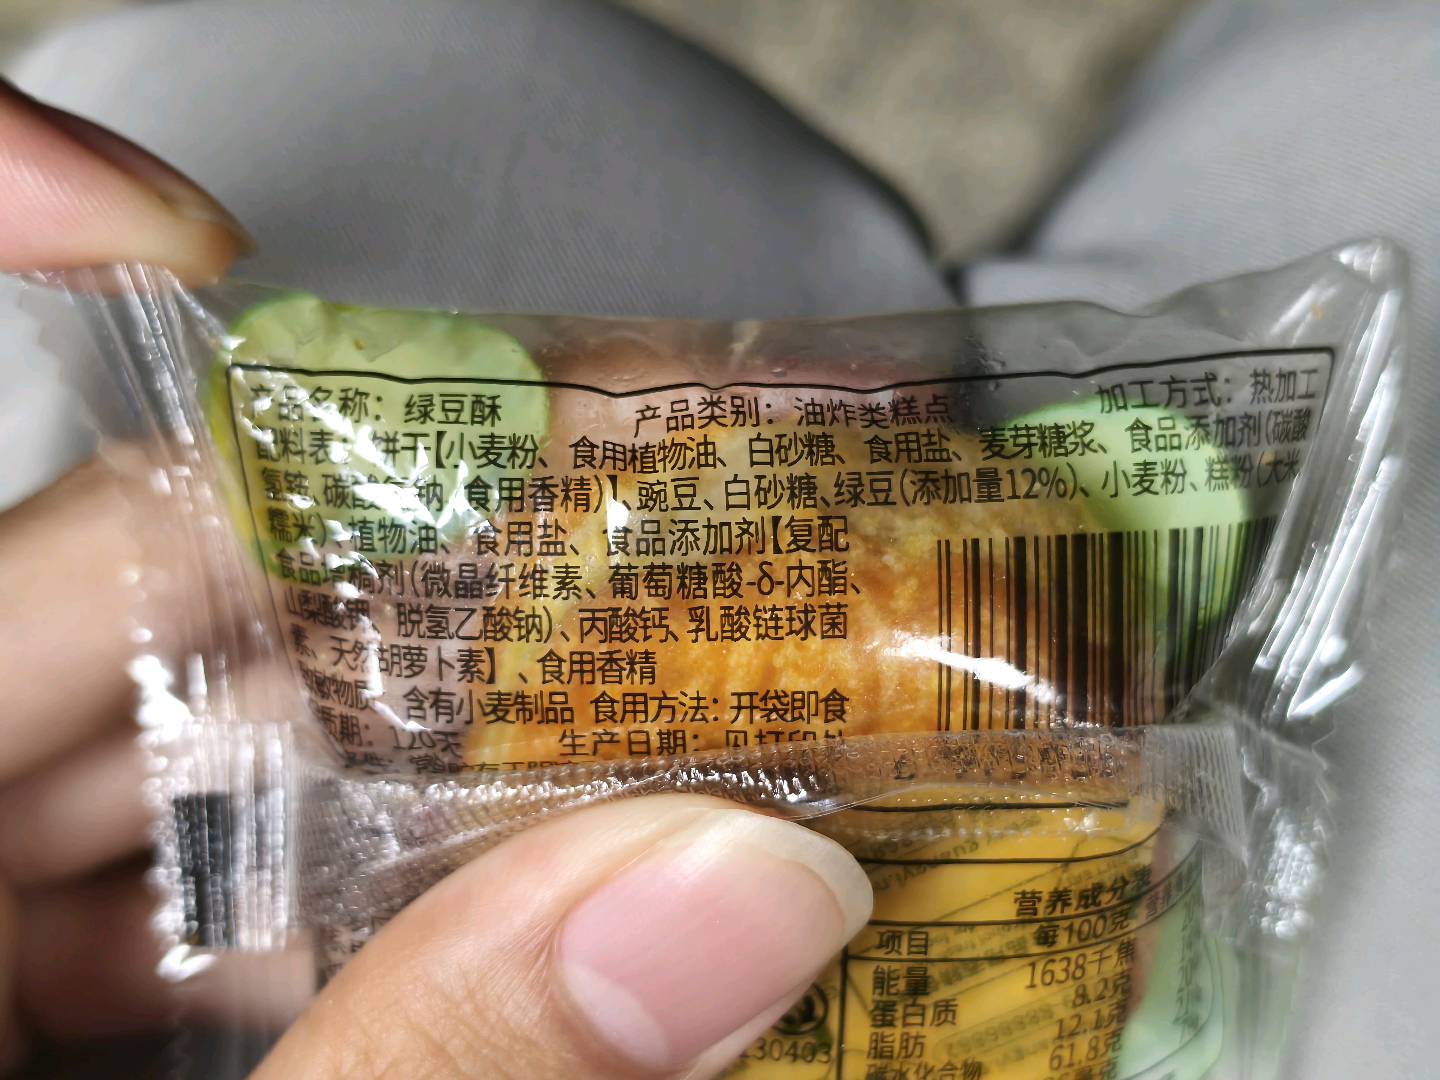 产品名称：绿豆酥 产品类别：油炸类糕点 加工方式：热加工
配料表：饼干【小麦粉、食用植物油、白砂糖、食用盐、麦芽糖浆、食品添加剂（碳酸
氢铵、碳酸氢钠、食用香精）】、豌豆、白砂糖、绿豆（添加量12%）、小麦粉、糕粉（大米、
糯米）、植物油、食用盐、食品添加剂【复配
食品增稠剂（微晶纤维素、葡萄糖酸-δ-内酯、
山梨酸钾、脱氢乙酸钠）、丙酸钙、乳酸链球菌
素、天然胡萝卜素】、食用香精
致敏物质：含有小麦制品 食用方法：开袋即食
保质期：120天 生产日期：见打印处
营养成分表
项目 每100克
能量 1638千焦
蛋白质 8.2克
脂肪 12.1克
碳水化合物 61.8克
30403